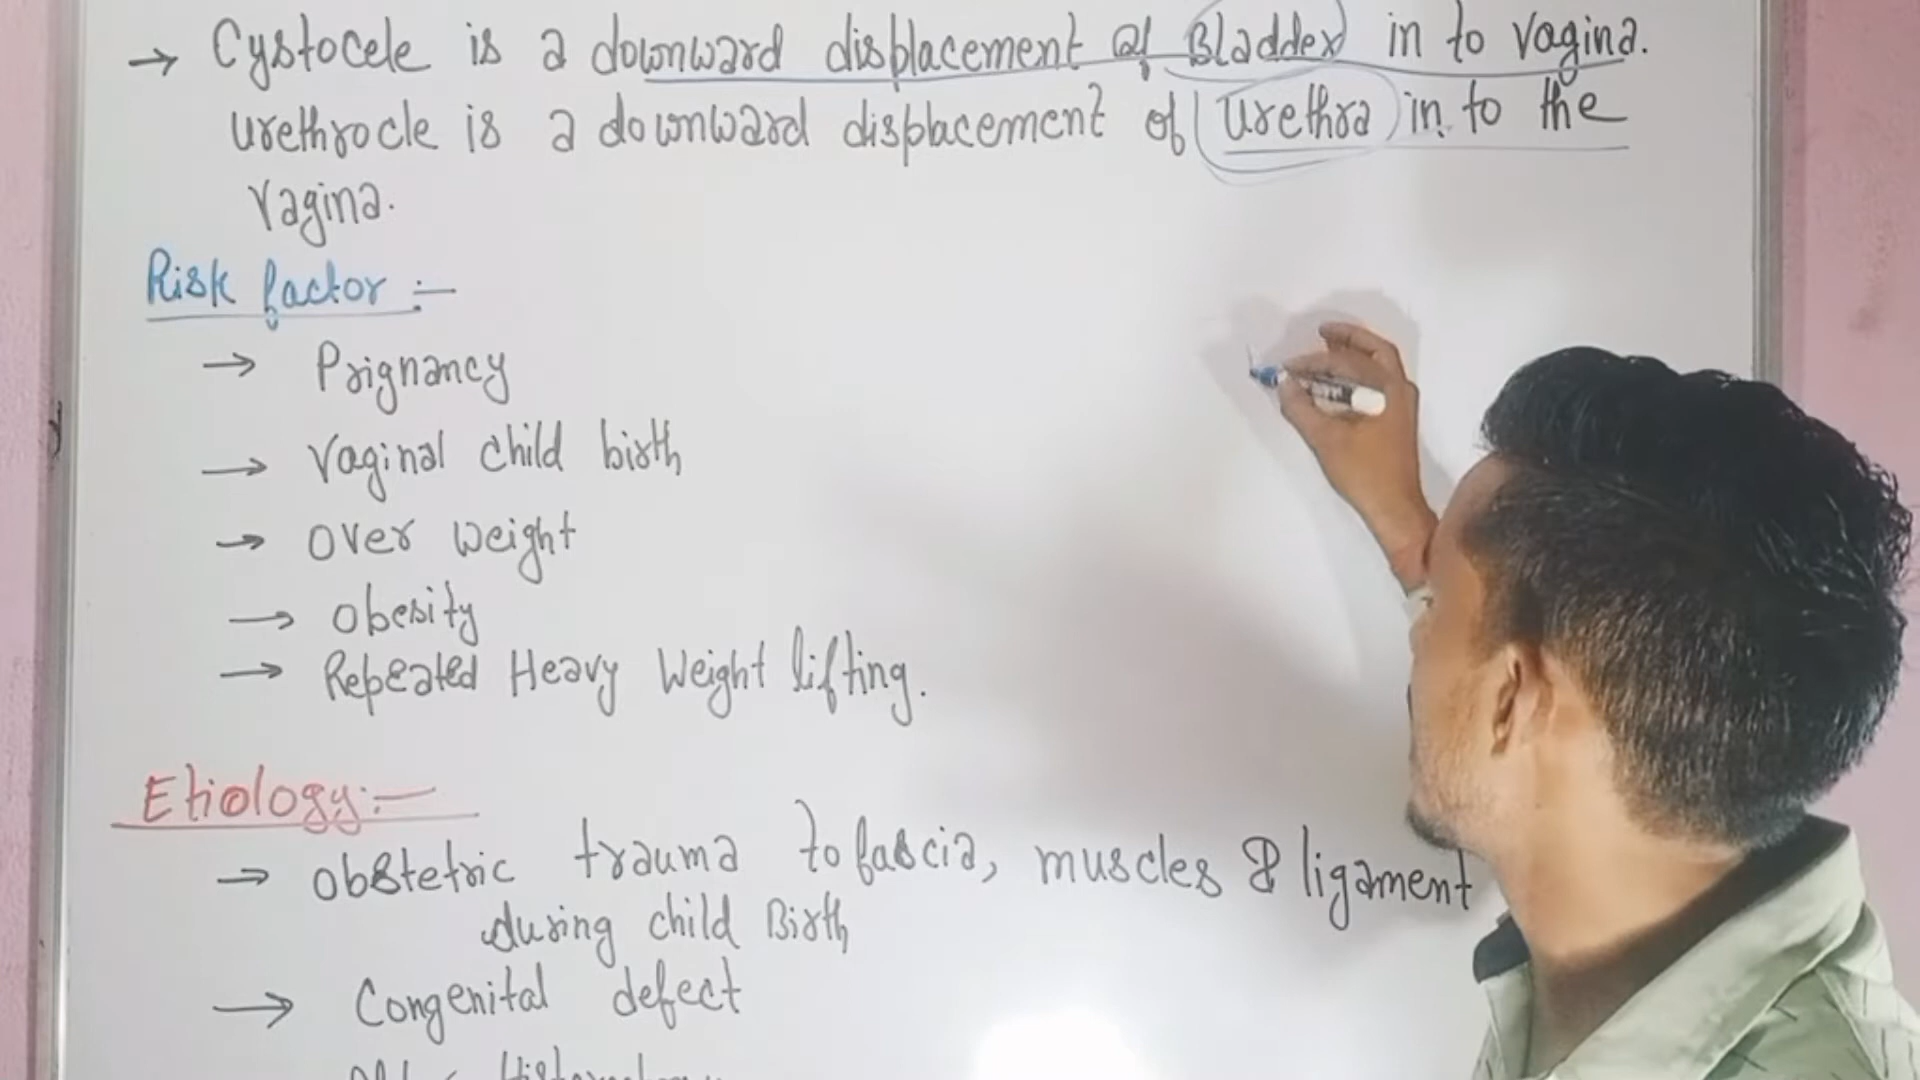 → Cystocele is a downward displacement of Bladder in to vagina.
urethrocle is a downward displacement of urethra in to the
vagina.
Risk factor :-
→ Prignancy
→ vaginal child birth
→ over weight
→ obesity
→ Repeated Heavy Weight lifting.
Etiology:-
→ obstetric trauma to fascia, muscles & ligament
during child Birth
→ Congenital defect